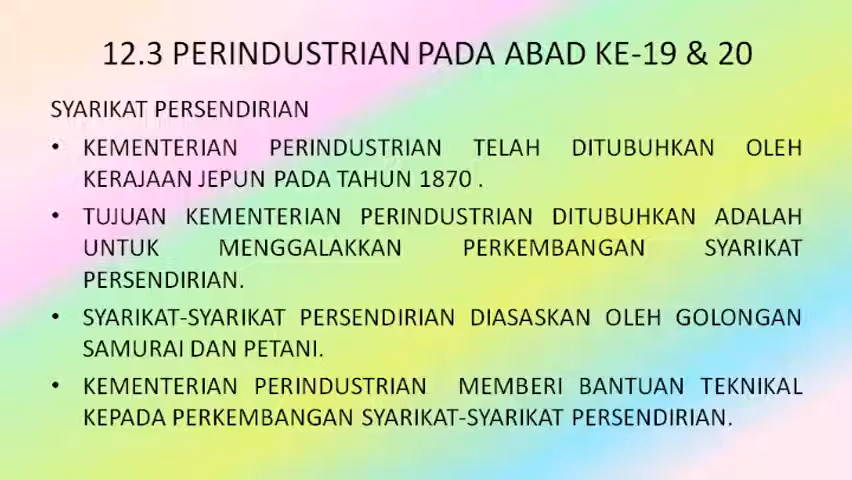 12.3 PERINDUSTRIAN PADA ABAD KE-19 & 20
SYARIKAT PERSENDIRIAN
• KEMENTERIAN PERINDUSTRIAN TELAH DITUBUHKAN OLEH
KERAJAAN JEPUN PADA TAHUN 1870 .
• TUJUAN KEMENTERIAN PERINDUSTRIAN DITUBUHKAN ADALAH
UNTUK MENGGALAKKAN PERKEMBANGAN SYARIKAT
PERSENDIRIAN.
• SYARIKAT-SYARIKAT PERSENDIRIAN DIASASKAN OLEH GOLONGAN
SAMURAI DAN PETANI.
• KEMENTERIAN PERINDUSTRIAN MEMBERI BANTUAN TEKNIKAL
KEPADA PERKEMBANGAN SYARIKAT-SYARIKAT PERSENDIRIAN.